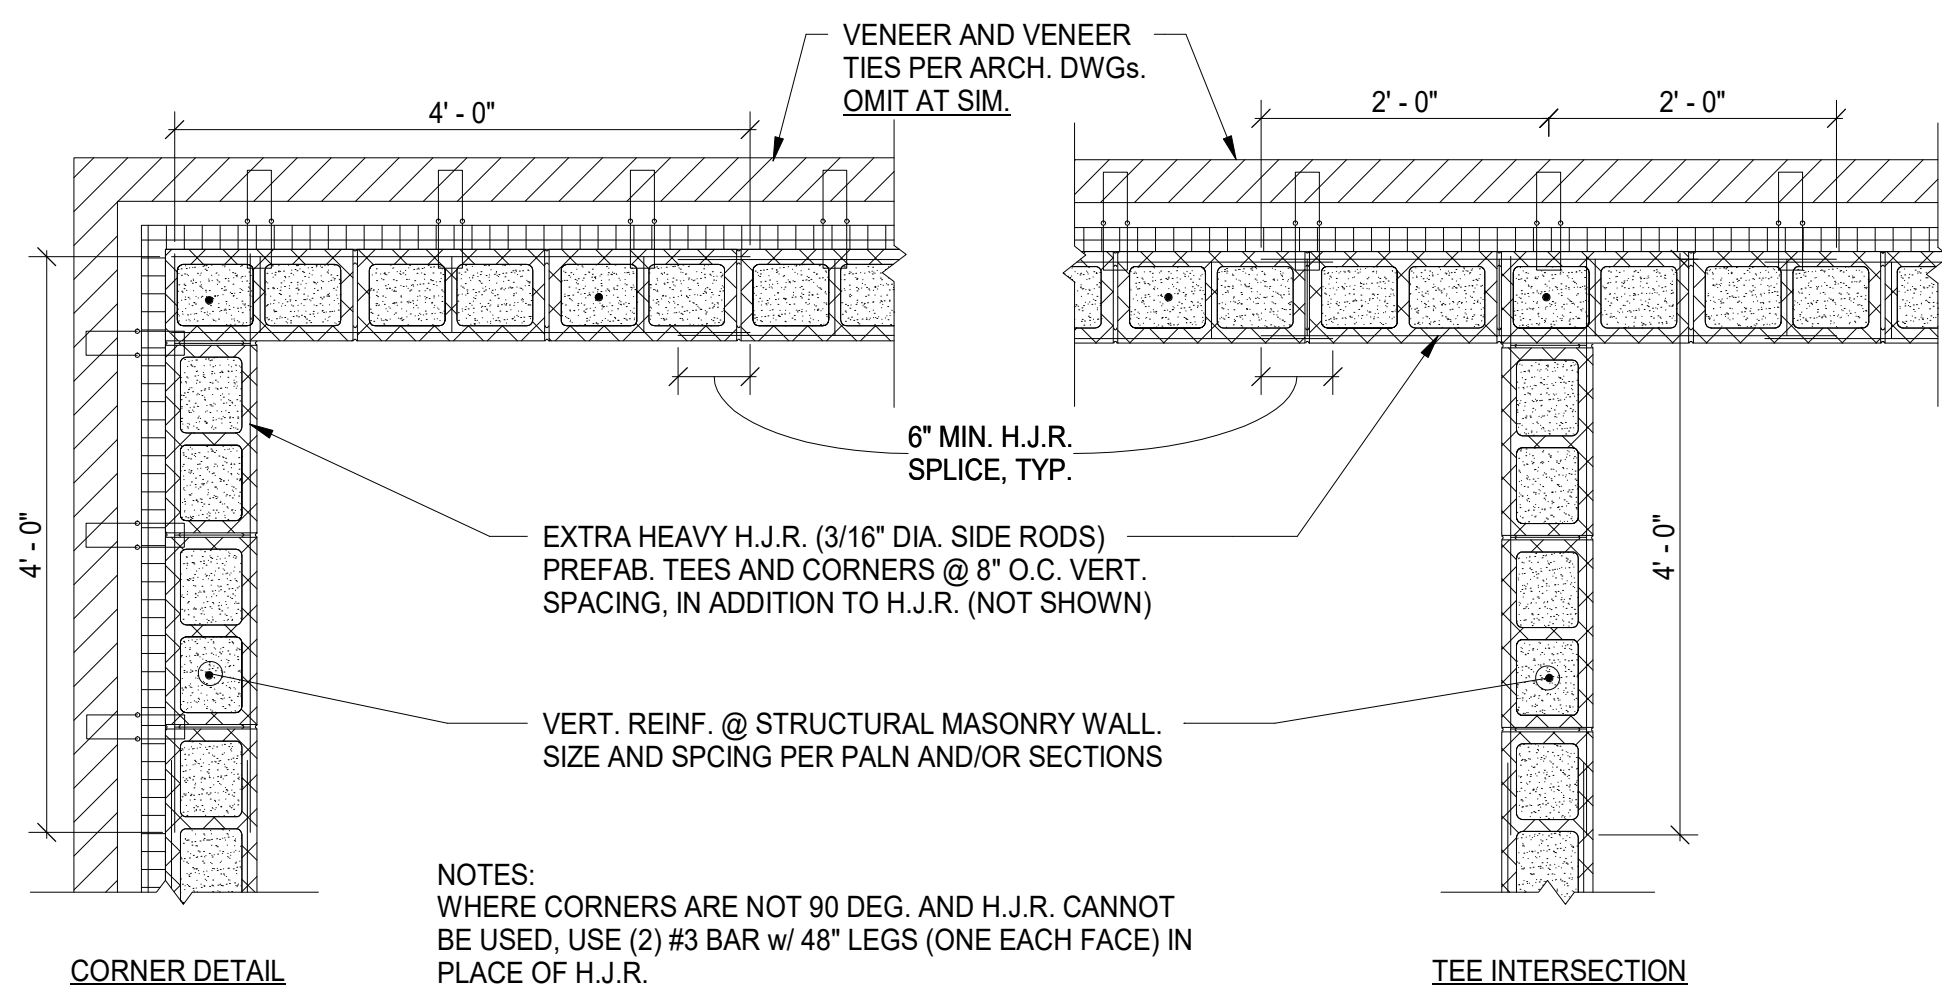 VENEER AND VENEER
TIES PER ARCH. DWGs.
OMIT AT SIM.
4' - 0"
2' - 0"
2' - 0"
6" MIN. H.J.R.
SPLICE, TYP.
4' - 0"
EXTRA HEAVY H.J.R. (3/16" DIA. SIDE RODS)
PREFAB. TEES AND CORNERS @ 8" O.C. VERT.
SPACING, IN ADDITION TO H.J.R. (NOT SHOWN)
4' - 0"
VERT. REINF. @ STRUCTURAL MASONRY WALL.
SIZE AND SPCING PER PALN AND/OR SECTIONS
NOTES:
WHERE CORNERS ARE NOT 90 DEG. AND H.J.R. CANNOT
BE USED, USE (2) #3 BAR w/ 48" LEGS (ONE EACH FACE) IN
PLACE OF H.J.R.
CORNER DETAIL
TEE INTERSECTION